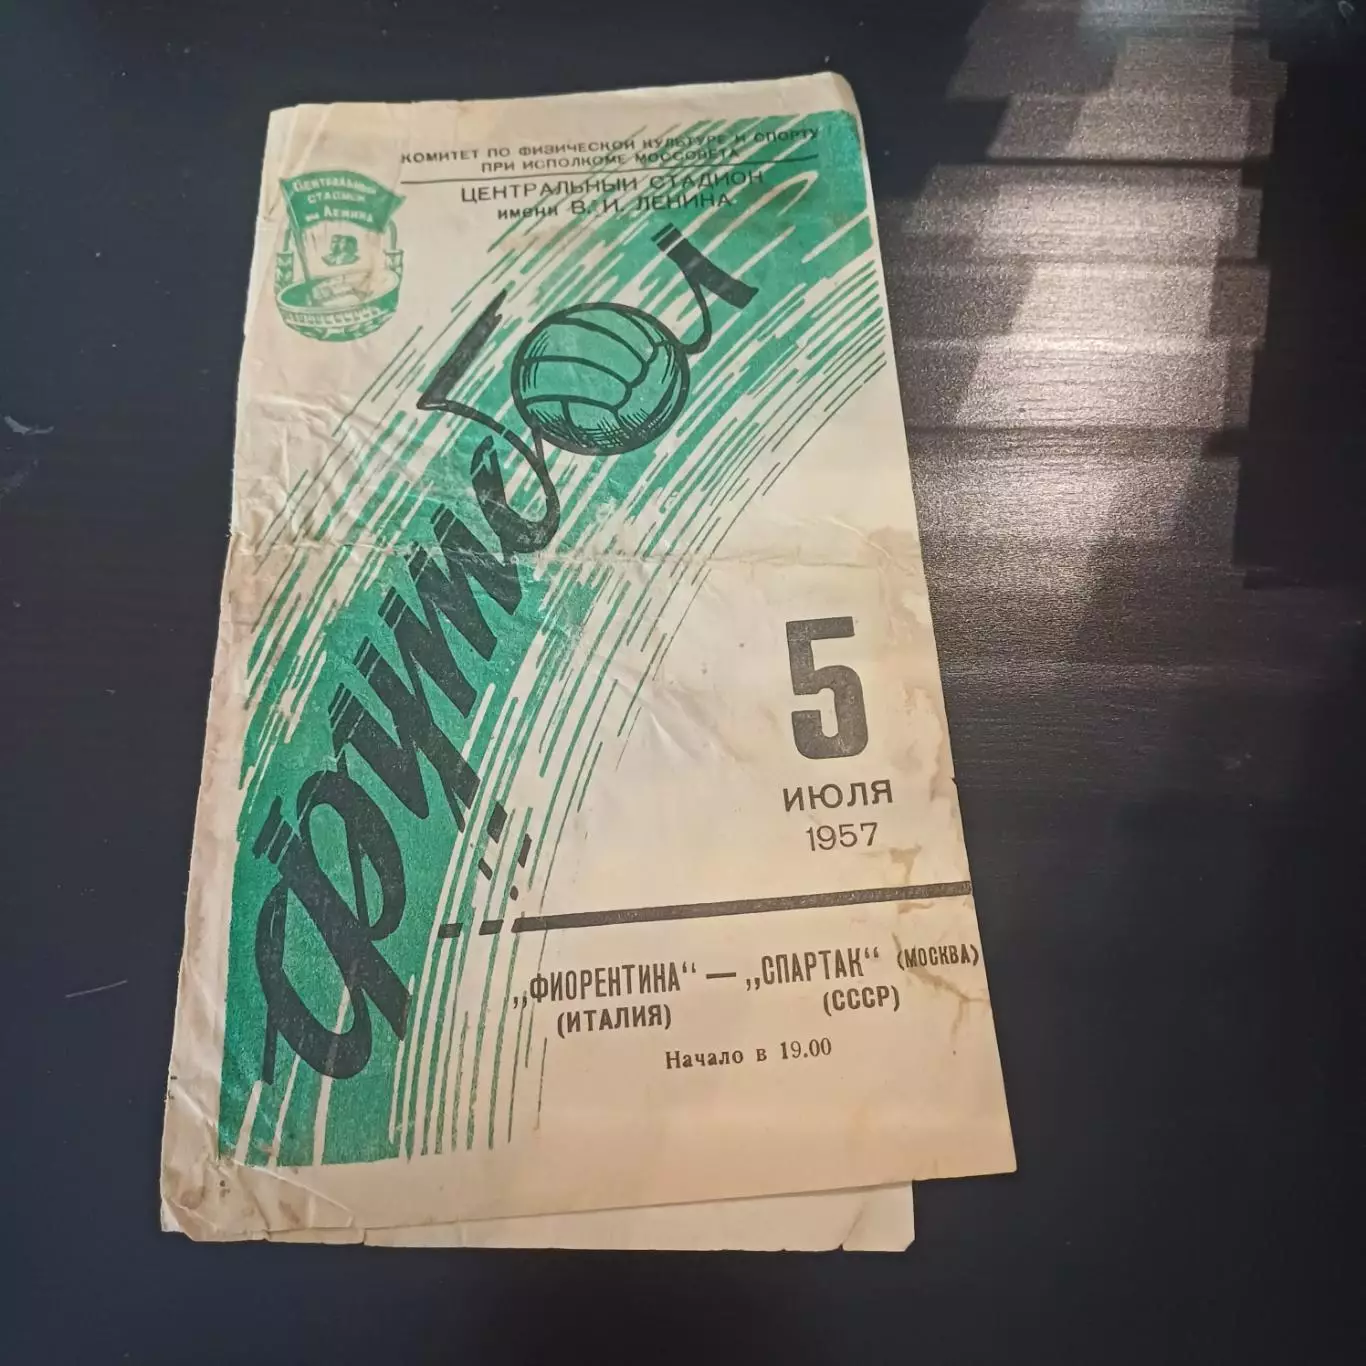 КОМИТЕТ ПО ФИЗИЧЕСКОЙ КУЛЬТУРЕ И СПОРТУ
ПРИ ИСПОЛКОМЕ МОССОВЕТА
ЦЕНТРАЛЬНЫЙ СТАДИОН
имени В. И. ЛЕНИНА
ЦЕНТРАЛЬНЫЙ
СТАДИОН
им ЛЕНИНА
Футбол
5
ИЮЛЯ
1957
„ФИОРЕНТИНА“ — „СПАРТАК“ (МОСКВА)
(ИТАЛИЯ) (СССР)
Начало в 19.00